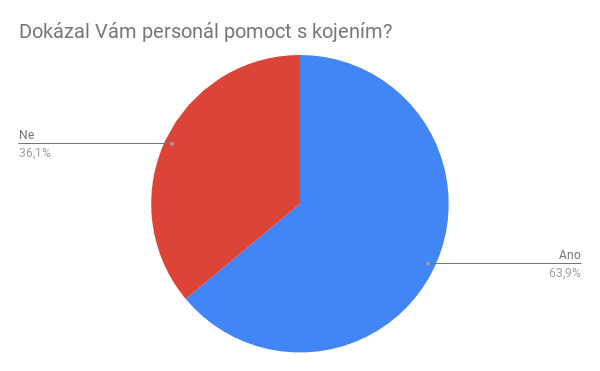 Dokázal Vám personál pomoct s kojením?
Ne
36,1%
Ano
63,9%